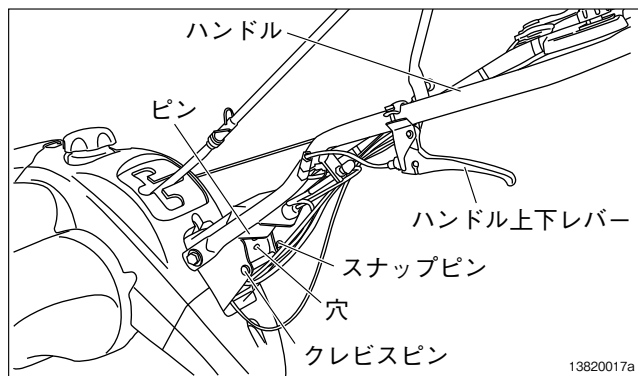 ハンドル
ピン
ハンドル上下レバー
スナップピン
穴
クレビスピン
13820017a